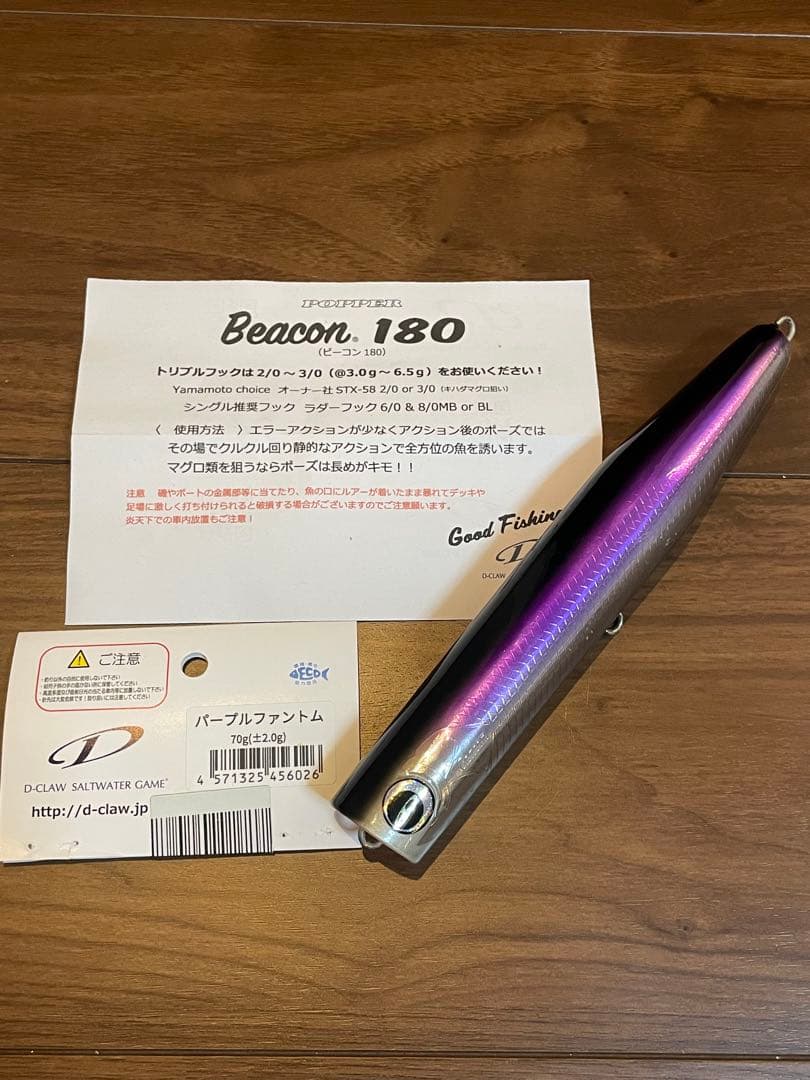 POPPER
Beacon® 180
(ビーコン180)
トリプルフックは2/0～3/0（@3.0g～6.5g）をお使いください！
Yamamoto choice オーナー社 STX-58 2/0 or 3/0（キハダマグロ狙い）
シングル推奨フック ラダーフック 6/0 & 8/0MB or BL
〈 使用方法 〉エラーアクションが少なくアクション後のポーズでは
その場でクルクル回り静的なアクションで全方位の魚を誘います。
マグロ類を狙うならポーズは長めがキモ！！
注意 磯やボートの金属部等に当てたり、魚の口にルアーが着いたまま暴れてデッキや
足場に激しく打ち付けられると破損する場合がございますのでご注意願います。
炎天下での車内放置もご注意！
Good Fishing
D-CLAW
ご注意
ECO
パープルファントム
70g(±2.0g)
4 571325 456026
D-CLAW SALTWATER GAME®
http://d-claw.jp